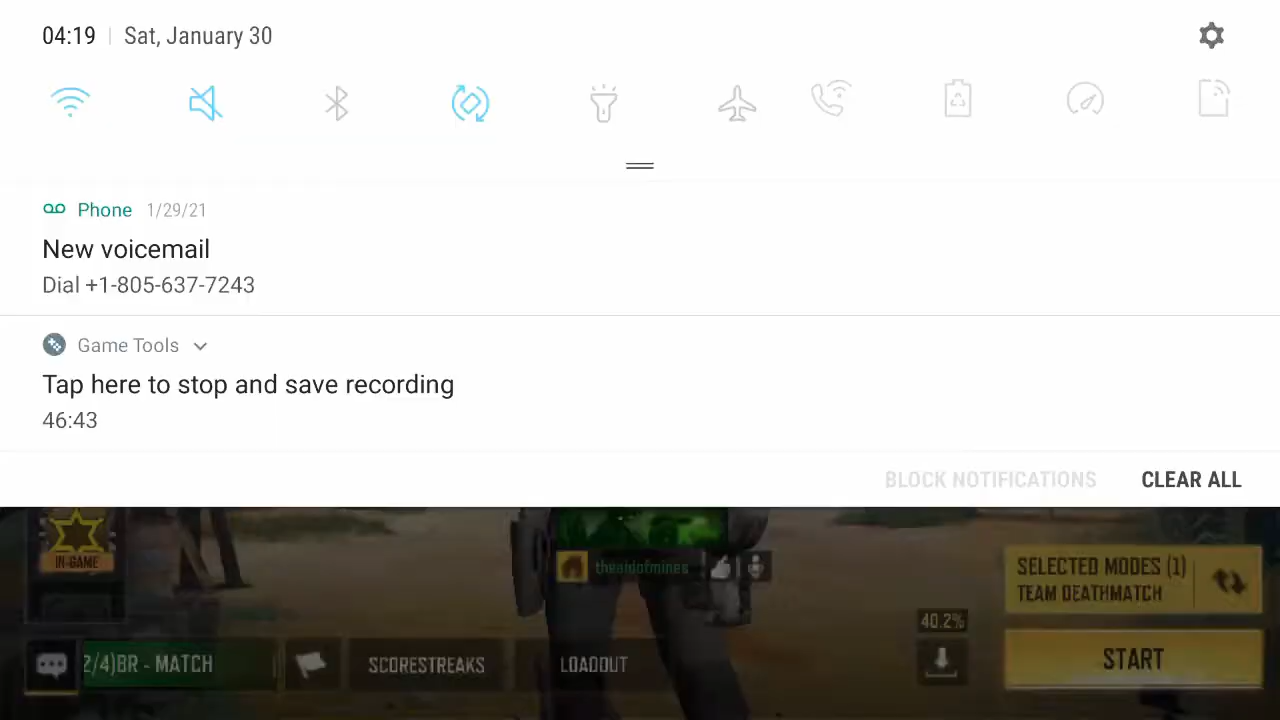 04:19 | Sat, January 30
Phone 1/29/21
New voicemail
Dial +1-805-637-7243
Game Tools
Tap here to stop and save recording
46:43
BLOCK NOTIFICATIONS CLEAR ALL
IN-GAME
theaidofmines
SELECTED MODES (1)
TEAM DEATHMATCH
40.2%
2/4)BR - MATCH
SCORESTREAKS
LOADOUT
START